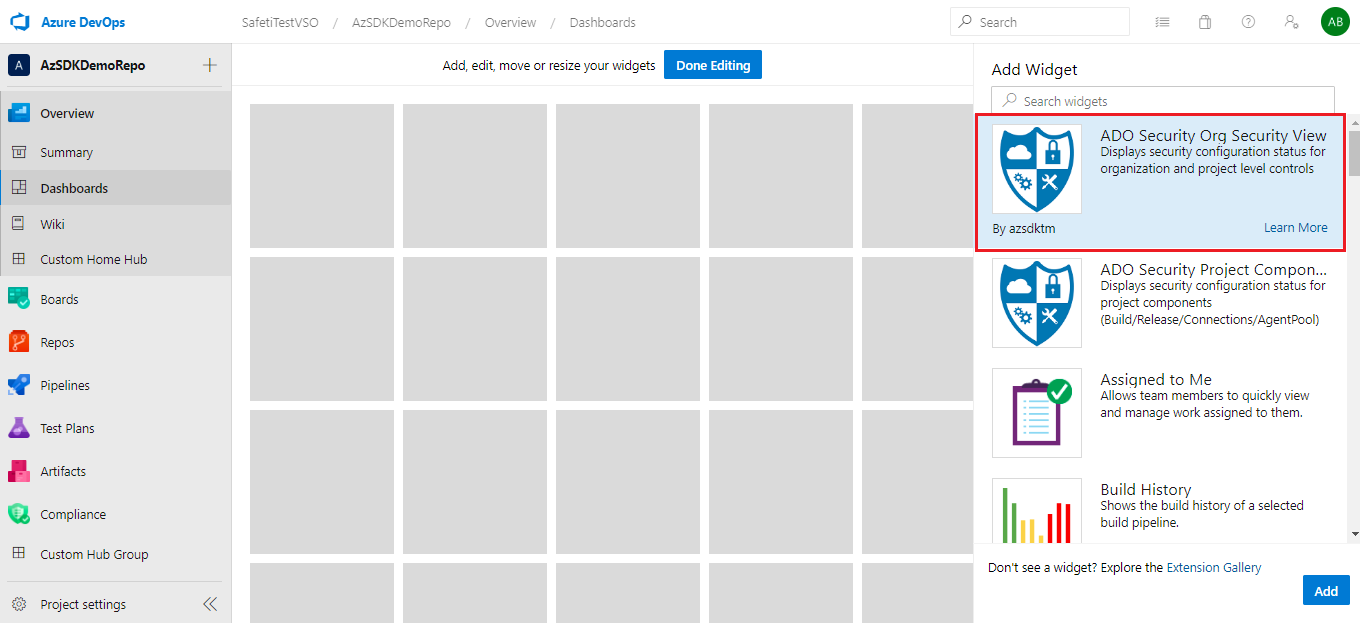 Azure DevOps
SafetiTestVSO / AzSDKDemoRepo / Overview / Dashboards
Search
AB
A AzSDKDemoRepo
Overview
Summary
Dashboards
Wiki
Custom Home Hub
Boards
Repos
Pipelines
Test Plans
Artifacts
Compliance
Custom Hub Group
Project settings
Add, edit, move or resize your widgets Done Editing
Add Widget
Search widgets
ADO Security Org Security View
Displays security configuration status for
organization and project level controls
By azsdktm Learn More
ADO Security Project Compon...
Displays security configuration status for
project components
(Build/Release/Connections/AgentPool)
Assigned to Me
Allows team members to quickly view
and manage work assigned to them.
Build History
Shows the build history of a selected
build pipeline.
Don't see a widget? Explore the Extension Gallery
Add